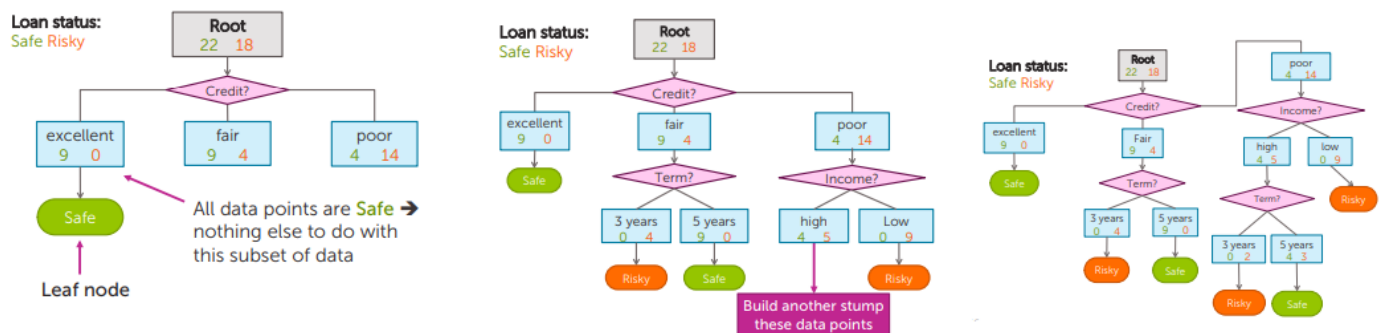 Loan status:
Safe Risky
Root
22 18
Credit?
excellent
9 0
fair
9 4
poor
4 14
Safe
All data points are Safe →
nothing else to do with
this subset of data
Leaf node
Loan status:
Safe Risky
Root
22 18
Credit?
excellent
9 0
fair
9 4
poor
4 14
Safe
Term?
Income?
3 years
0 4
5 years
9 0
high
4 5
Low
0 9
Risky
Safe
Risky
Build another stump
these data points
Loan status:
Safe Risky
Root
22 18
poor
4 14
Credit?
Income?
excellent
9 0
Fair
9 4
high
4 5
low
0 9
Safe
Term?
Term?
Risky
3 years
0 4
5 years
9 0
3 years
0 2
5 years
4 3
Risky
Safe
Risky
Safe